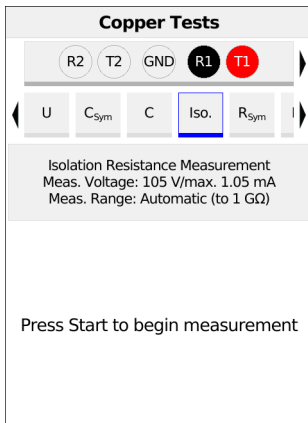 Copper Tests
R2 T2 GND R1 T1
U CSym C Iso. RSym
Isolation Resistance Measurement
Meas. Voltage: 105 V/max. 1.05 mA
Meas. Range: Automatic (to 1 GΩ)
Press Start to begin measurement